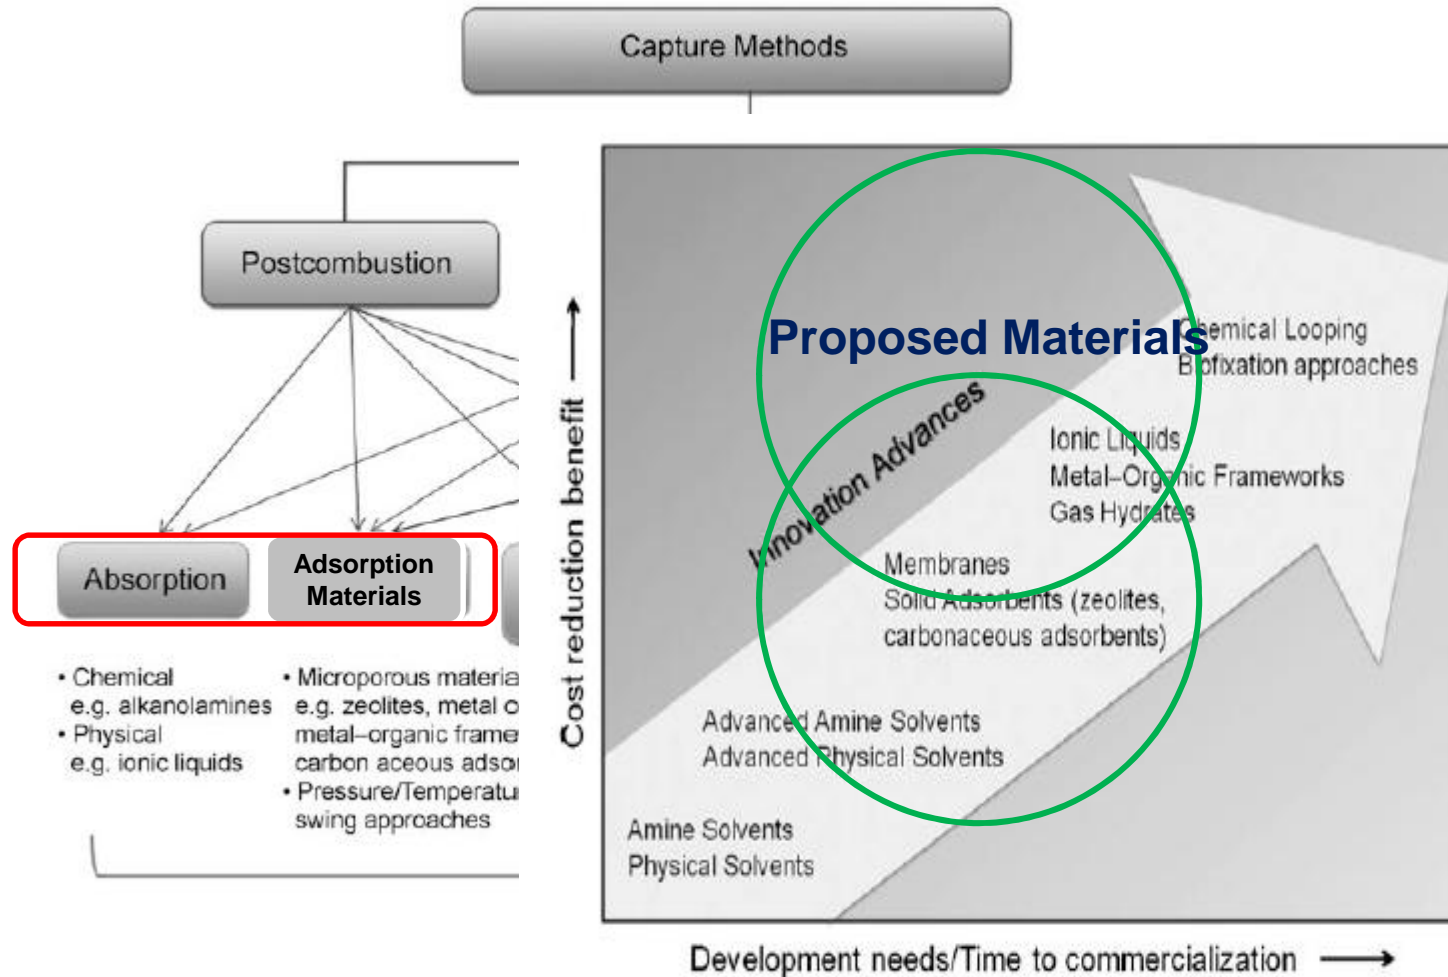 Capture Methods
Postcombustion
Absorption
Adsorption
Materials
• Chemical
e.g. alkanolamines
• Physical
e.g. ionic liquids
• Microporous materia
e.g. zeolites, metal o
metal–organic frame
carbon aceous adso
• Pressure/Temperatu
swing approaches
Cost reduction benefit
Proposed Materials
Innovation Advances
Chemical Looping
Biofixation approaches
Ionic Liquids
Metal–Organic Frameworks
Gas Hydrates
Membranes
Solid Adsorbents (zeolites,
carbonaceous adsorbents)
Advanced Amine Solvents
Advanced Physical Solvents
Amine Solvents
Physical Solvents
Development needs/Time to commercialization